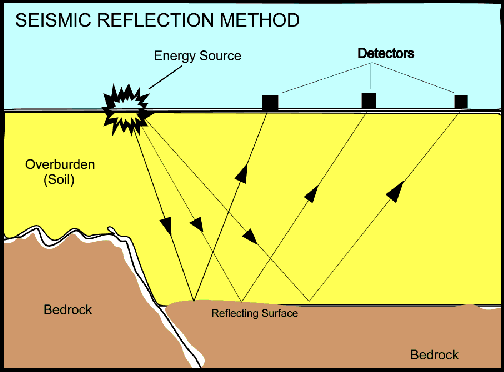 SEISMIC REFLECTION METHOD
Energy Source
Detectors
Overburden
(Soil)
Bedrock
Reflecting Surface
Bedrock